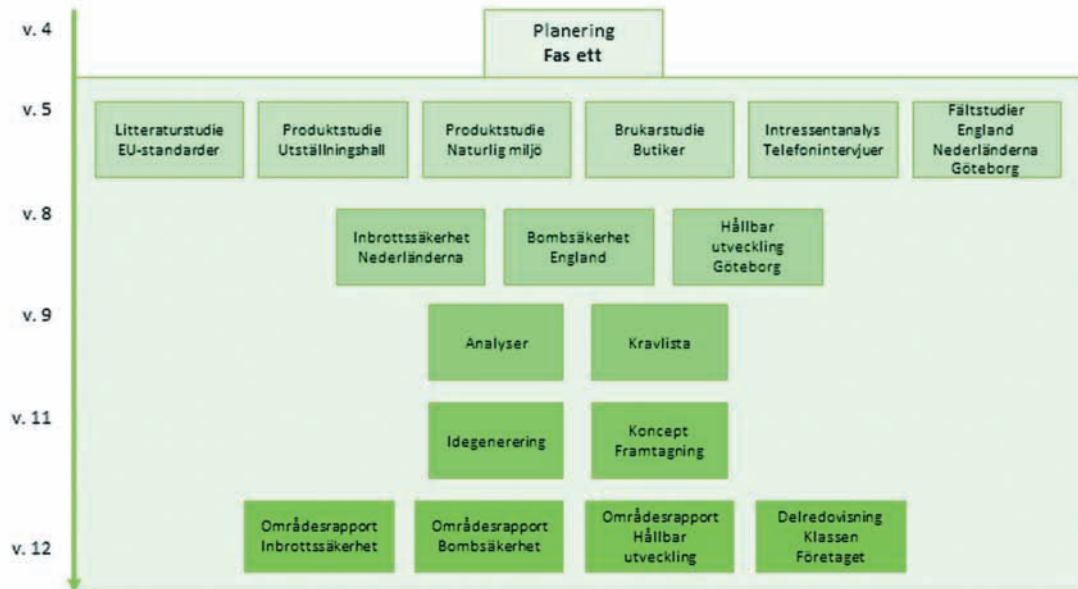 v. 4
Planering
Fas ett
v. 5
Litteraturstudie
EU-standarder
Produktstudie
Utställningshall
Produktstudie
Naturlig miljö
Brukarstudie
Butiker
Intressentanalys
Telefonintervjuer
Fältstudier
England
Nederländerna
Göteborg
v. 8
Inbrottssäkerhet
Nederländerna
Bombsäkerhet
England
Hållbar
utveckling
Göteborg
v. 9
Analyser
Kravlista
v. 11
Idegenerering
Koncept
Framtagning
v. 12
Områdesrapport
Inbrottssäkerhet
Områdesrapport
Bombsäkerhet
Områdesrapport
Hållbar
utveckling
Delredovisning
Klassen
Företaget